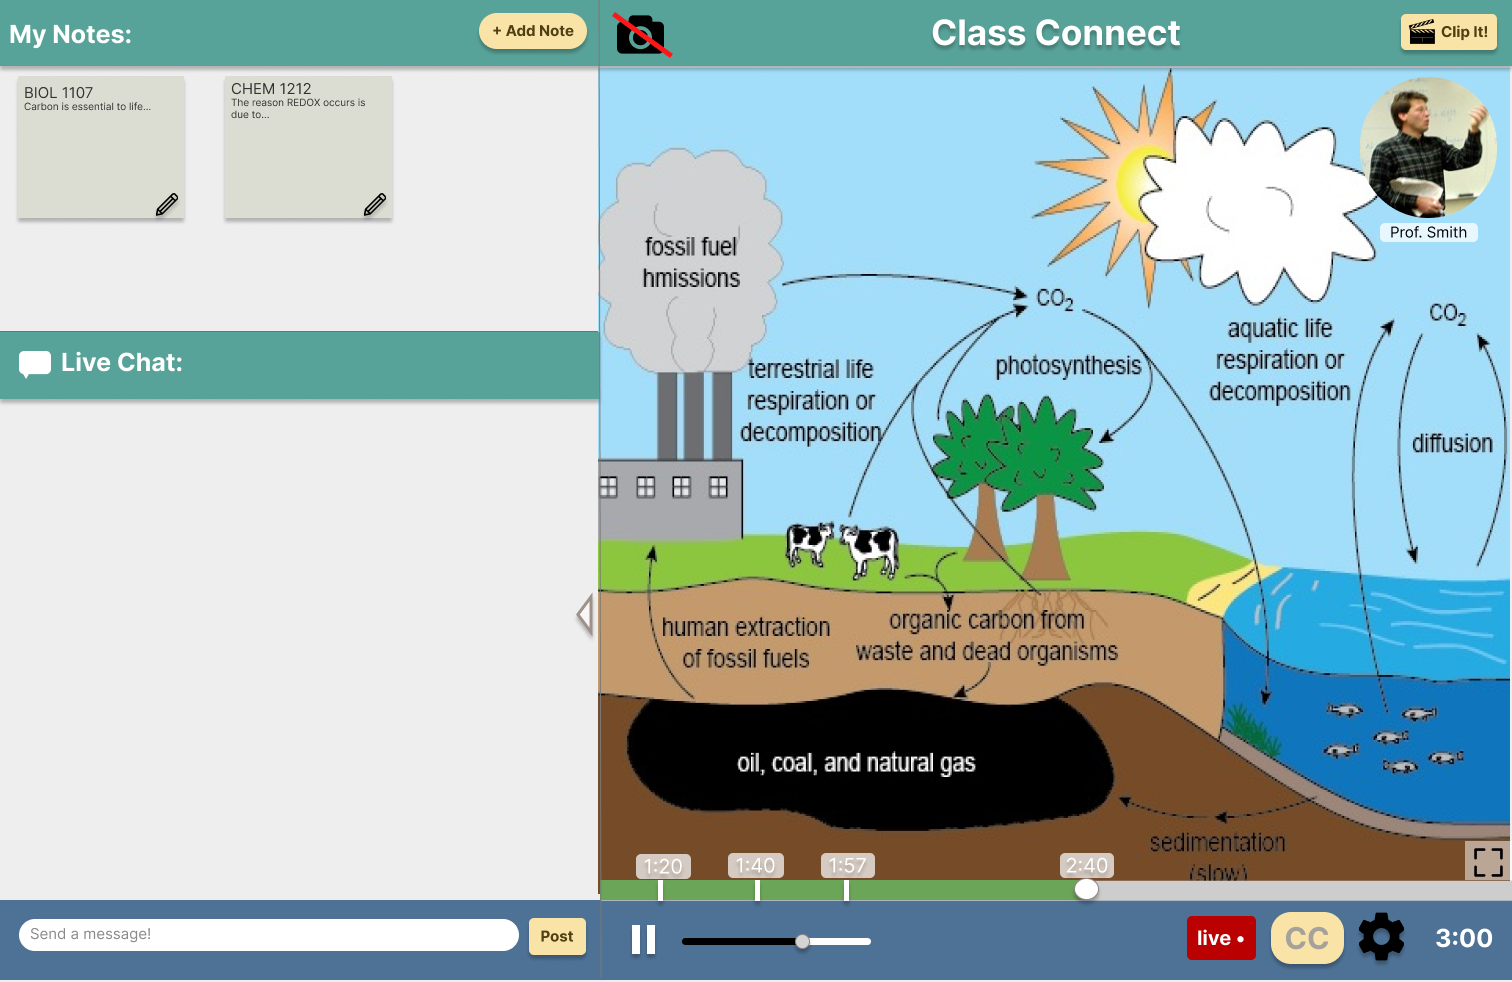 My Notes:
+ Add Note
BIOL 1107
Carbon is essential to life...
CHEM 1212
The reason REDOX occurs is
due to...
Live Chat:
Send a message!
Post
Class Connect
Clip It!
Prof. Smith
fossil fuel
hmissions
CO₂
CO₂
terrestrial life
respiration or
decomposition
photosynthesis
aquatic life
respiration or
decomposition
diffusion
human extraction
of fossil fuels
organic carbon from
waste and dead organisms
oil, coal, and natural gas
sedimentation
(slow)
1:20
1:40
1:57
2:40
live •
CC
3:00